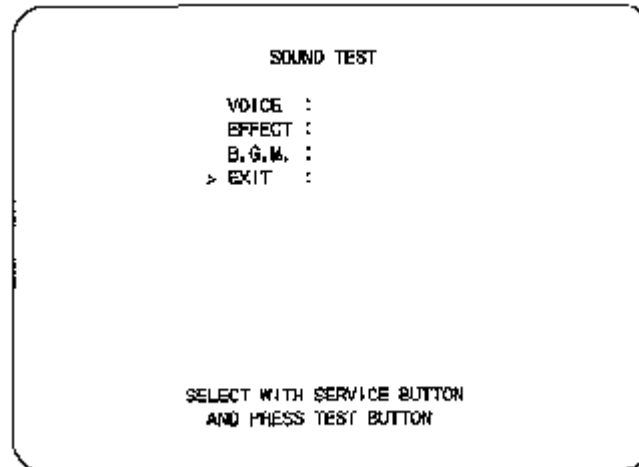 SOUND TEST
VOICE :
EFFECT :
B.G.M. :
> EXIT :
SELECT WITH SERVICE BUTTON
AND PRESS TEST BUTTON